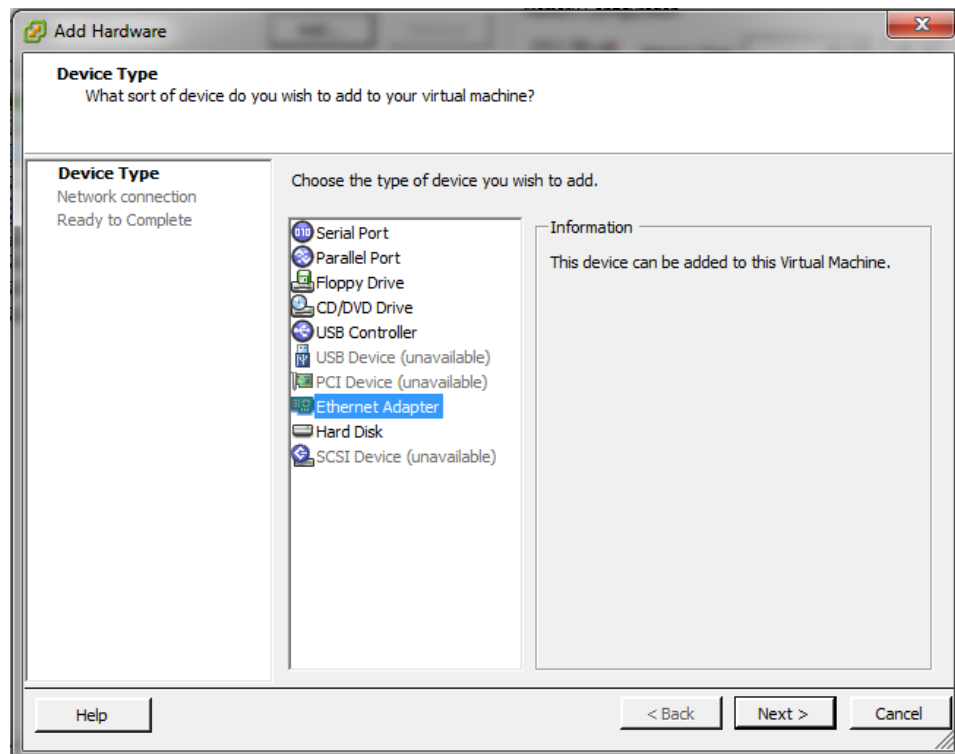 Add Hardware
Device Type
What sort of device do you wish to add to your virtual machine?
Device Type
Network connection
Ready to Complete
Choose the type of device you wish to add.
Serial Port
Parallel Port
Floppy Drive
CD/DVD Drive
USB Controller
USB Device (unavailable)
PCI Device (unavailable)
Ethernet Adapter
Hard Disk
SCSI Device (unavailable)
Information
This device can be added to this Virtual Machine.
Help
< Back
Next >
Cancel